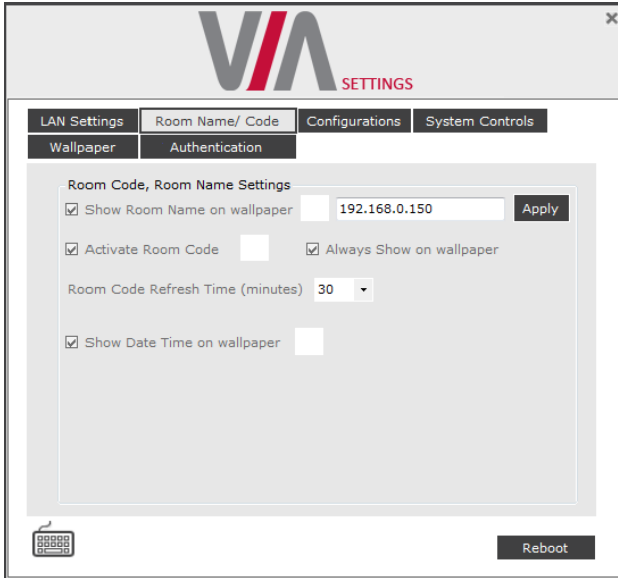 VIA SETTINGS
LAN Settings Room Name/ Code Configurations System Controls
Wallpaper Authentication
Room Code, Room Name Settings
Show Room Name on wallpaper 192.168.0.150 Apply
Activate Room Code Always Show on wallpaper
Room Code Refresh Time (minutes) 30
Show Date Time on wallpaper
Reboot